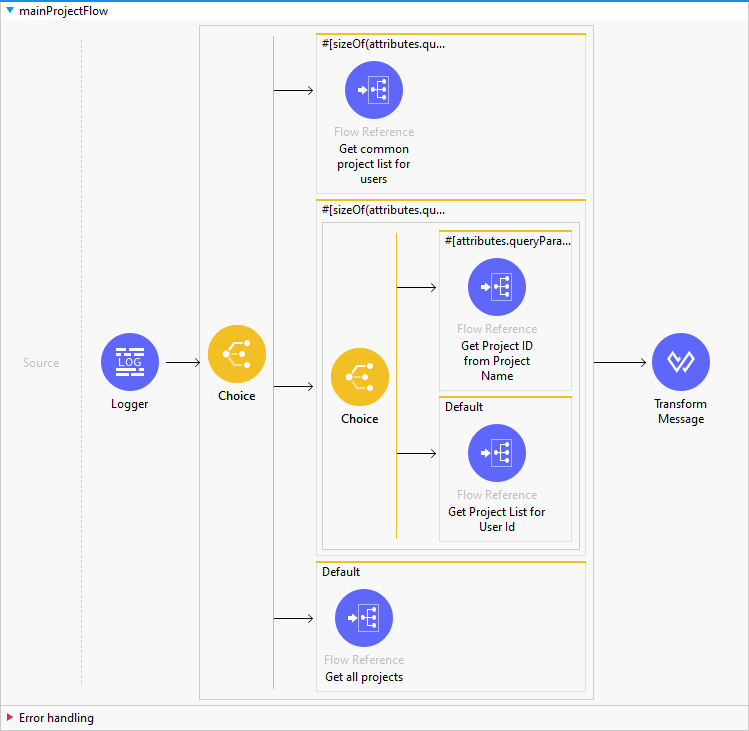 mainProjectFlow
#[sizeOf(attributes.qu...
Flow Reference
Get common
project list for
users
#[sizeOf(attributes.qu...
#[attributes.queryPara...
Flow Reference
Get Project ID
from Project
Name
Source
LOG
Logger
Choice
Choice
Default
Flow Reference
Get Project List for
User Id
Transform
Message
Default
Flow Reference
Get all projects
Error handling